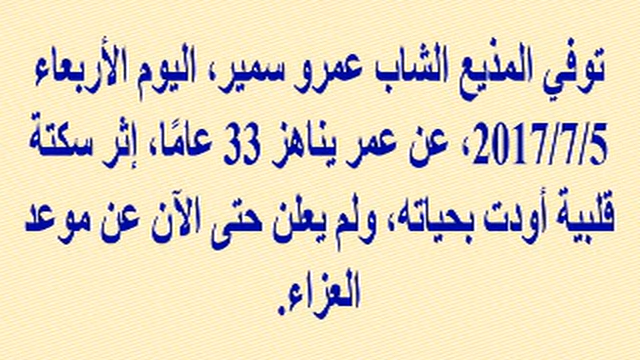 توفي المذيع الشاب عمرو سمير، اليوم الأربعاء
2017/7/5، عن عمر يناهز 33 عامًا، إثر سكتة
قلبية أودت بحياته، ولم يعلن حتى الآن عن موعد
العزاء.